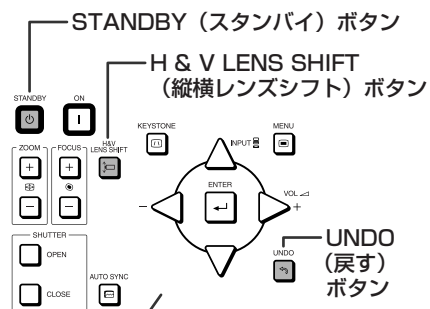 STANDBY（スタンバイ）ボタン
H & V LENS SHIFT
（縦横レンズシフト）ボタン
STANDBY
ON
H&V
LENS SHIFT
KEYSTONE
INPUT
MENU
ZOOM
FOCUS
+
+
−
−
ENTER
−
VOL
+
SHUTTER
OPEN
CLOSE
AUTO SYNC
UNDO
UNDO
（戻す）
ボタン